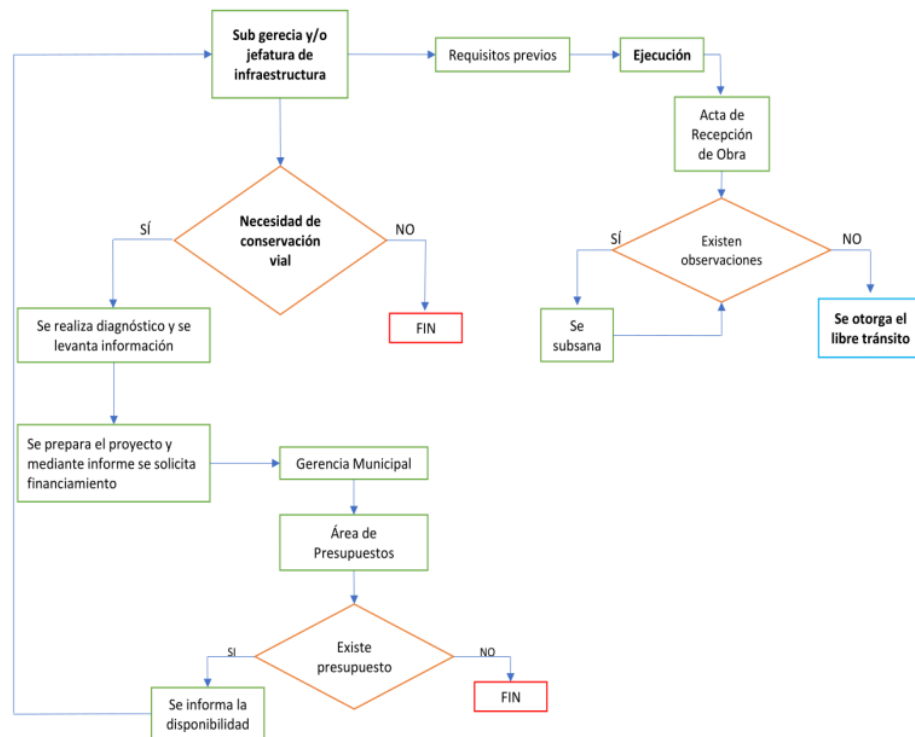 Sub gerecia y/o
jefatura de
infraestructura
Requisitos previos
Ejecución
Acta de
Recepción
de Obra
Necesidad de
conservación
vial
SÍ
NO
Existen
observaciones
SÍ
NO
Se realiza diagnóstico y se
levanta información
FIN
Se
subsana
Se otorga el
libre tránsito
Se prepara el proyecto y
mediante informe se solicita
financiamiento
Gerencia Municipal
Área de
Presupuestos
Existe
presupuesto
SI
NO
Se informa la
disponibilidad
FIN